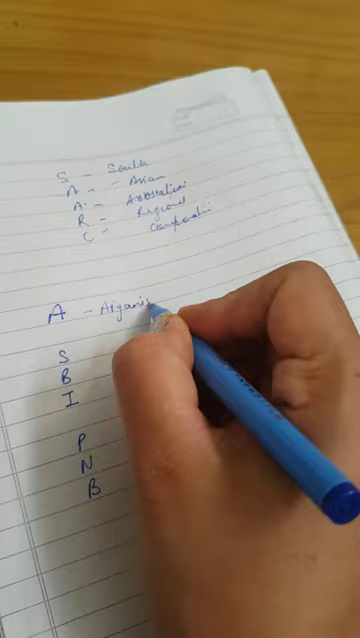 S - South
A - Asian
A -
R - Regional
C -
A -
S
B
I
P
N
B